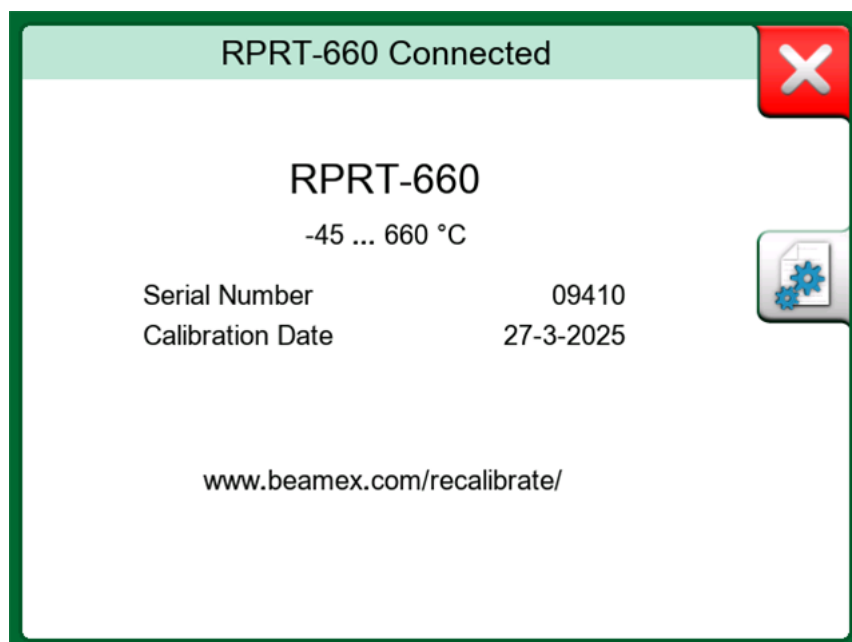 RPRT-660 Connected
RPRT-660
-45 ... 660 °C
Serial Number 09410
Calibration Date 27-3-2025
www.beamex.com/recalibrate/